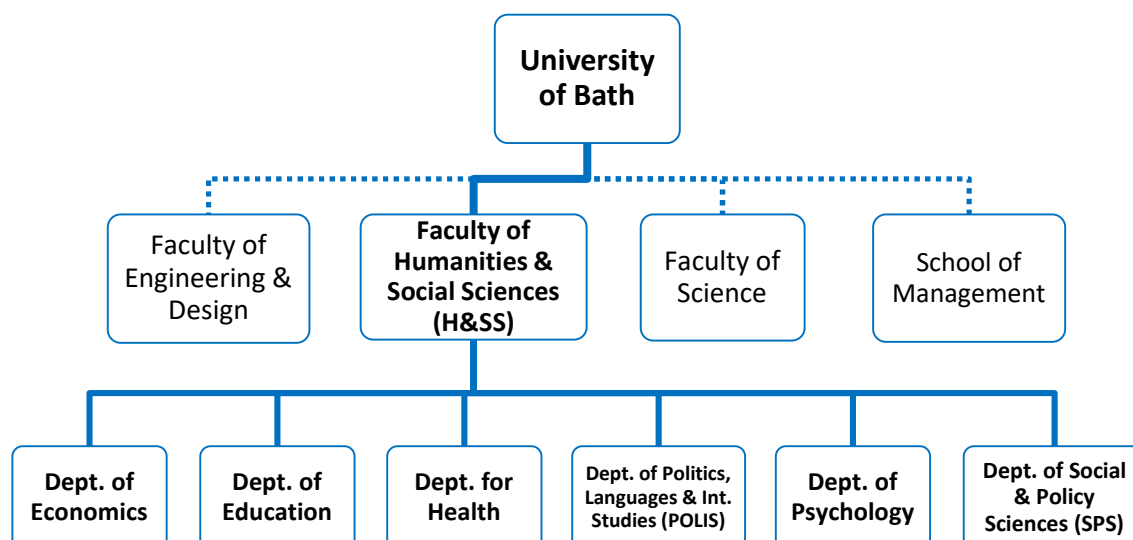 University
of Bath
Faculty of
Engineering &
Design
Faculty of
Humanities &
Social Sciences
(H&SS)
Faculty of
Science
School of
Management
Dept. of
Economics
Dept. of
Education
Dept. for
Health
Dept. of Politics,
Languages & Int.
Studies (POLIS)
Dept. of
Psychology
Dept. of Social
& Policy
Sciences (SPS)